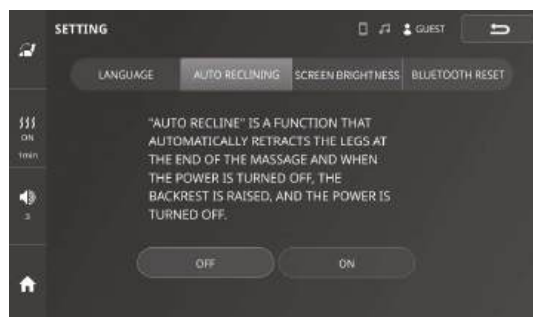 SETTING
GUEST
LANGUAGE
AUTO RECLINING
SCREEN BRIGHTNESS
BLUETOOTH RESET
ON
1min
3
"AUTO RECLINE" IS A FUNCTION THAT
AUTOMATICALLY RETRACTS THE LEGS AT
THE END OF THE MASSAGE AND WHEN
THE POWER IS TURNED OFF, THE
BACKREST IS RAISED, AND THE POWER IS
TURNED OFF.
OFF
ON